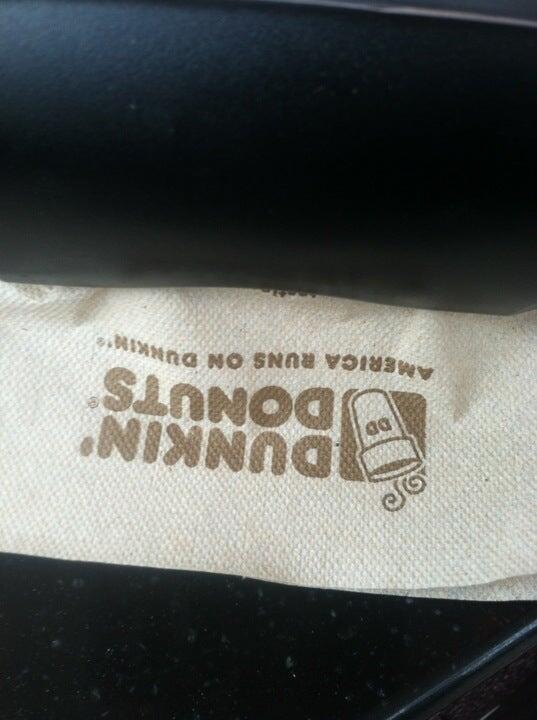 DUNKIN'
DONUTS®
DD
AMERICA RUNS ON DUNKIN'®